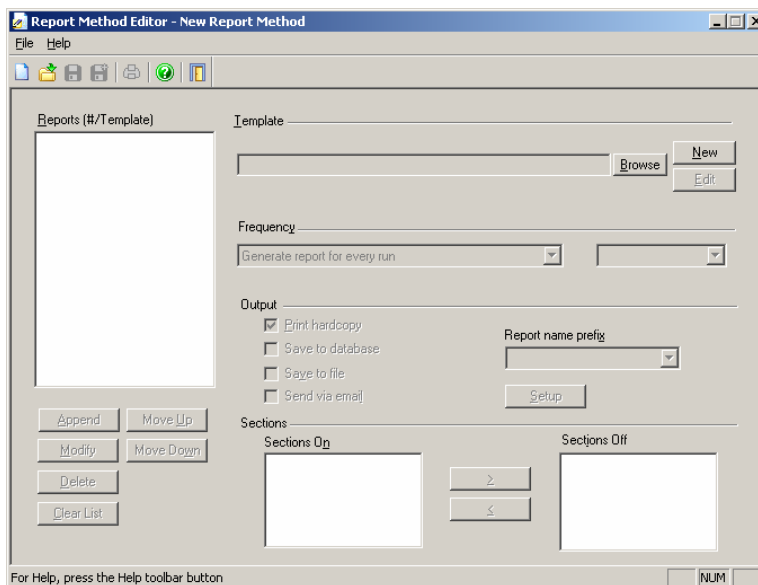 Report Method Editor - New Report Method
File Help
Reports (#/Template)
Template
Browse
New
Edit
Frequency
Generate report for every run
Output
Print hardcopy
Save to database
Save to file
Send via email
Report name prefix
Setup
Append
Move Up
Modify
Move Down
Delete
Clear List
Sections
Sections On
Sections Off
>
<
For Help, press the Help toolbar button
NUM